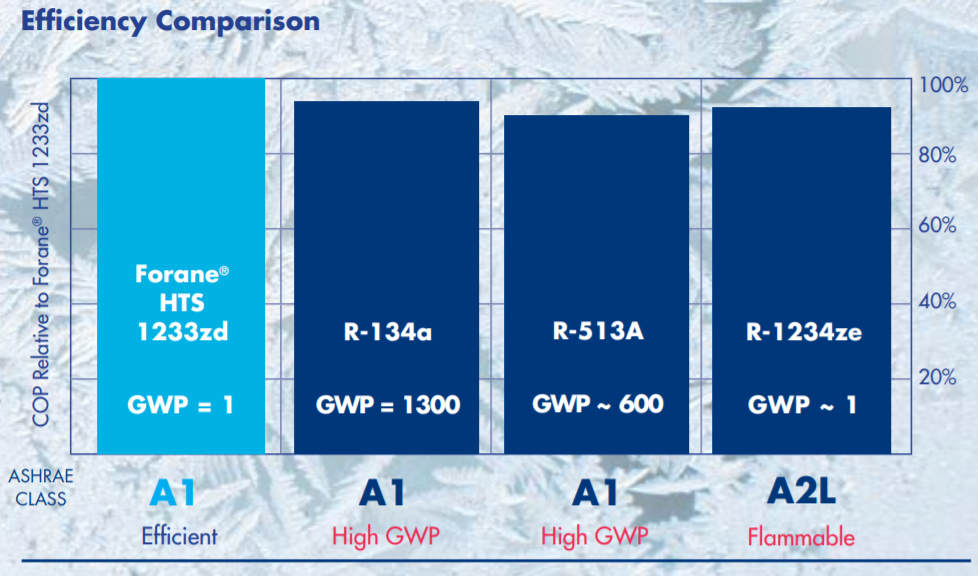 Efficiency Comparison
COP Relative to Forane® HTS 1233zd
100%
80%
60%
40%
20%
Forane®
HTS
1233zd
GWP = 1
R-134a
GWP = 1300
R-513A
GWP ~ 600
R-1234ze
GWP ~ 1
ASHRAE
CLASS
A1
Efficient
A1
High GWP
A1
High GWP
A2L
Flammable